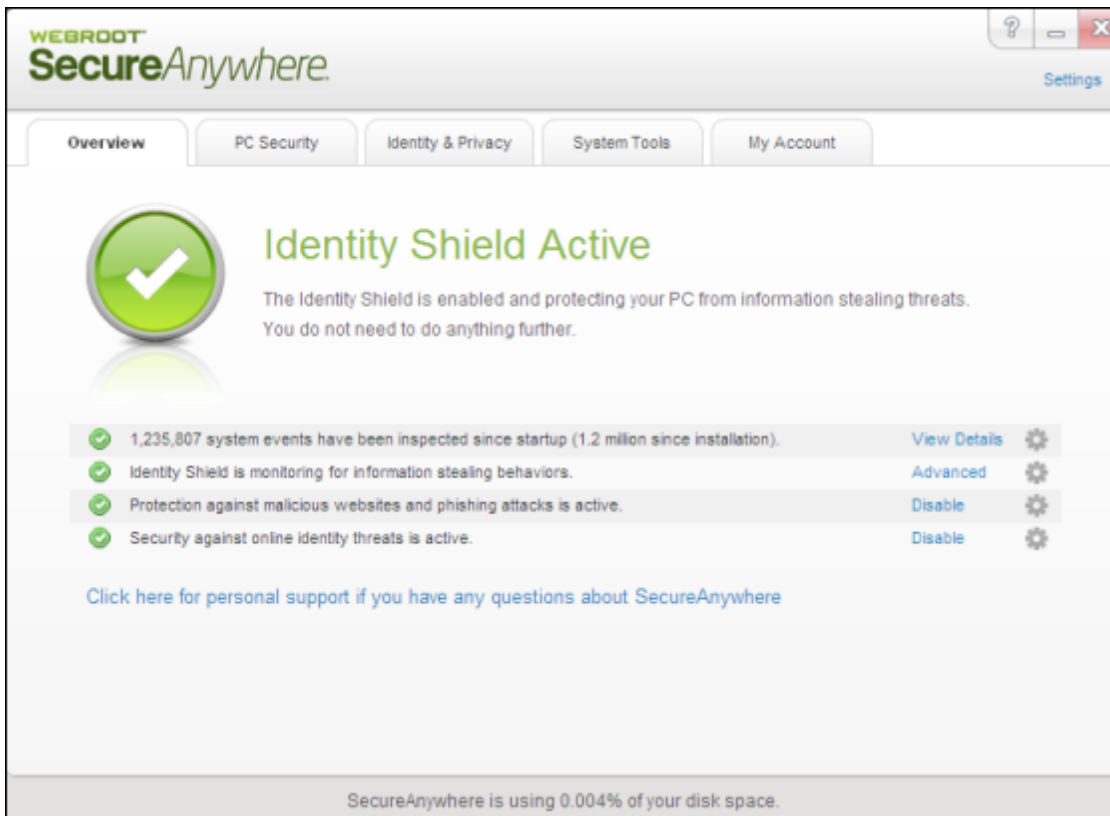 WEBROOT
SecureAnywhere
?
Settings
Overview PC Security Identity & Privacy System Tools My Account
Identity Shield Active
The Identity Shield is enabled and protecting your PC from information stealing threats.
You do not need to do anything further.
1,235,807 system events have been inspected since startup (1.2 million since installation). View Details
Identity Shield is monitoring for information stealing behaviors. Advanced
Protection against malicious websites and phishing attacks is active. Disable
Security against online identity threats is active. Disable
Click here for personal support if you have any questions about SecureAnywhere
SecureAnywhere is using 0.004% of your disk space.